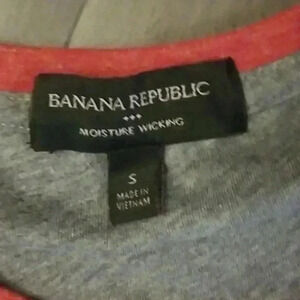 BANANA REPUBLIC
MOISTURE WICKING
S
MADE IN
VIETNAM